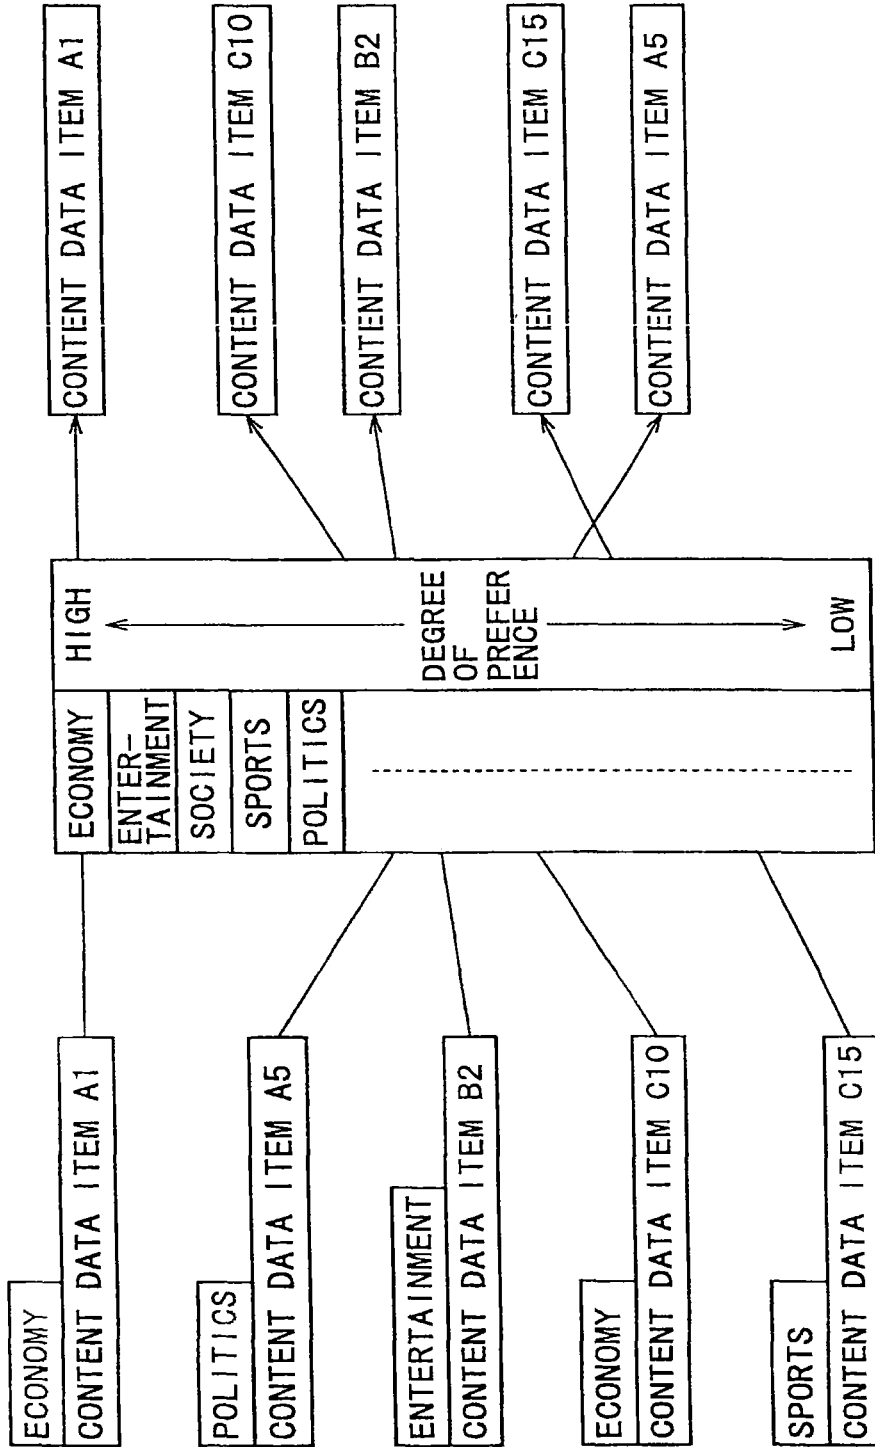 ECONOMY
CONTENT DATA ITEM A1
POLITICS
CONTENT DATA ITEM A5
ENTERTAINMENT
CONTENT DATA ITEM B2
ECONOMY
CONTENT DATA ITEM C10
SPORTS
CONTENT DATA ITEM C15
ECONOMY
ENTER-
TAINMENT
SOCIETY
SPORTS
POLITICS
HIGH
DEGREE
OF
PREFER
ENCE
LOW
CONTENT DATA ITEM A1
CONTENT DATA ITEM C10
CONTENT DATA ITEM B2
CONTENT DATA ITEM C15
CONTENT DATA ITEM A5